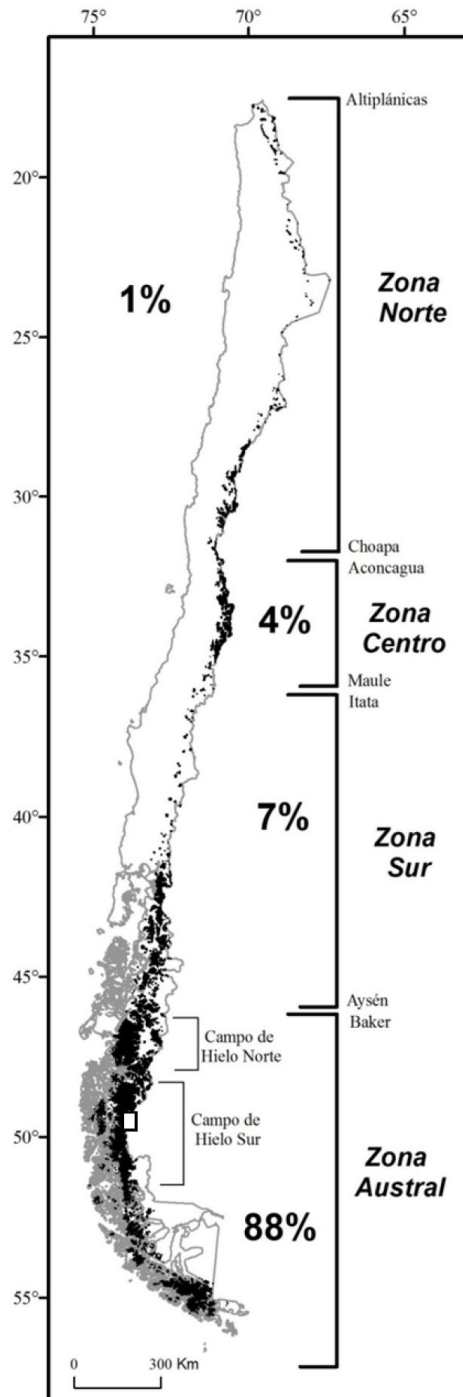 75° 70° 65°
Altiplánicas
20°
Zona
Norte
1%
25°
30°
Choapa
Aconcagua
4%
Zona
Centro
35°
Maule
Itata
7%
40°
Zona
Sur
45°
Aysén
Baker
Campo de
Hielo Norte
Campo de
Hielo Sur
50°
Zona
Austral
88%
55°
0 300 Km